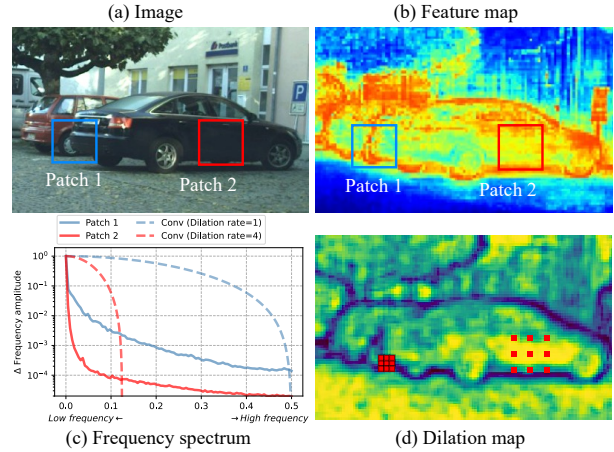 (a) Image
(b) Feature map
Postbank
Patch 1
Patch 2
Patch 1
Patch 2
Patch 1
Patch 2
Conv (Dilation rate=1)
Conv (Dilation rate=4)
Δ Frequency amplitude
10⁰
10⁻¹
10⁻²
10⁻³
10⁻⁴
0.0
0.1
0.2
0.3
0.4
0.5
Low frequency ←
→ High frequency
(c) Frequency spectrum
(d) Dilation map